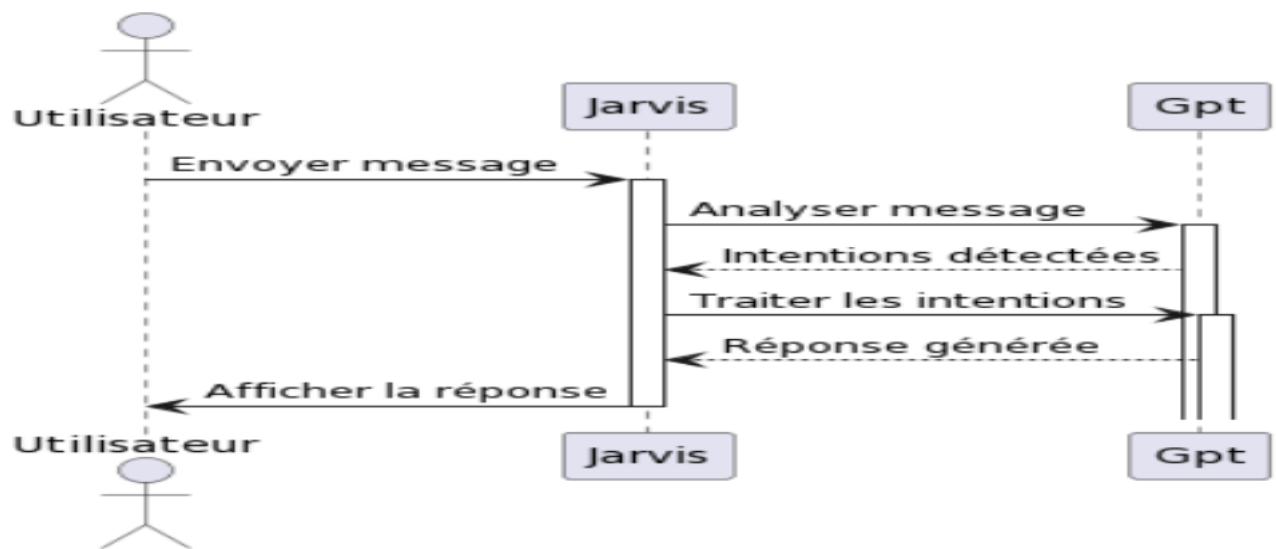 Utilisateur
Jarvis
Gpt
Envoyer message
Analyser message
Intentions détectées
Traiter les intentions
Réponse générée
Afficher la réponse
Utilisateur
Jarvis
Gpt